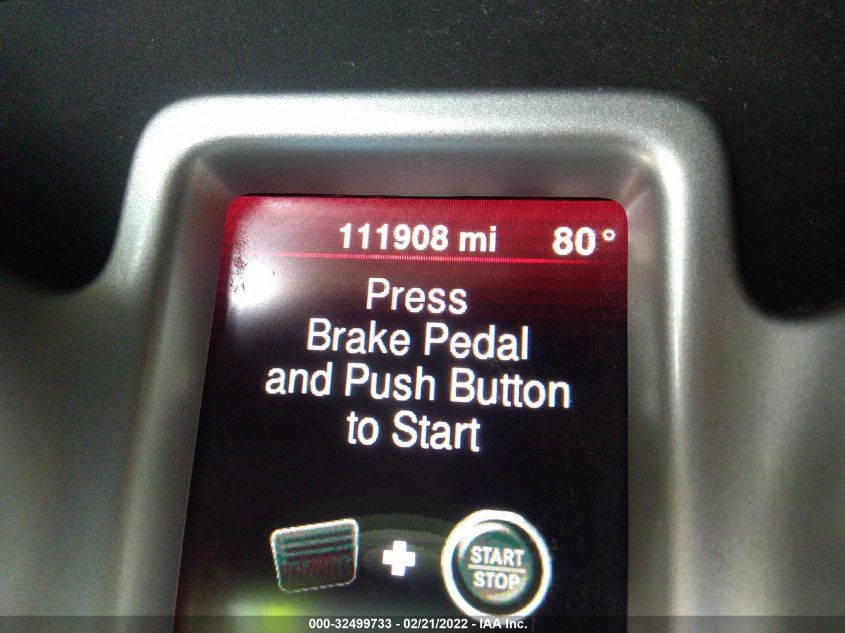 111908 mi 80°
Press
Brake Pedal
and Push Button
to Start
+
START
STOP
000-32499733 - 02/21/2022 - IAA Inc.